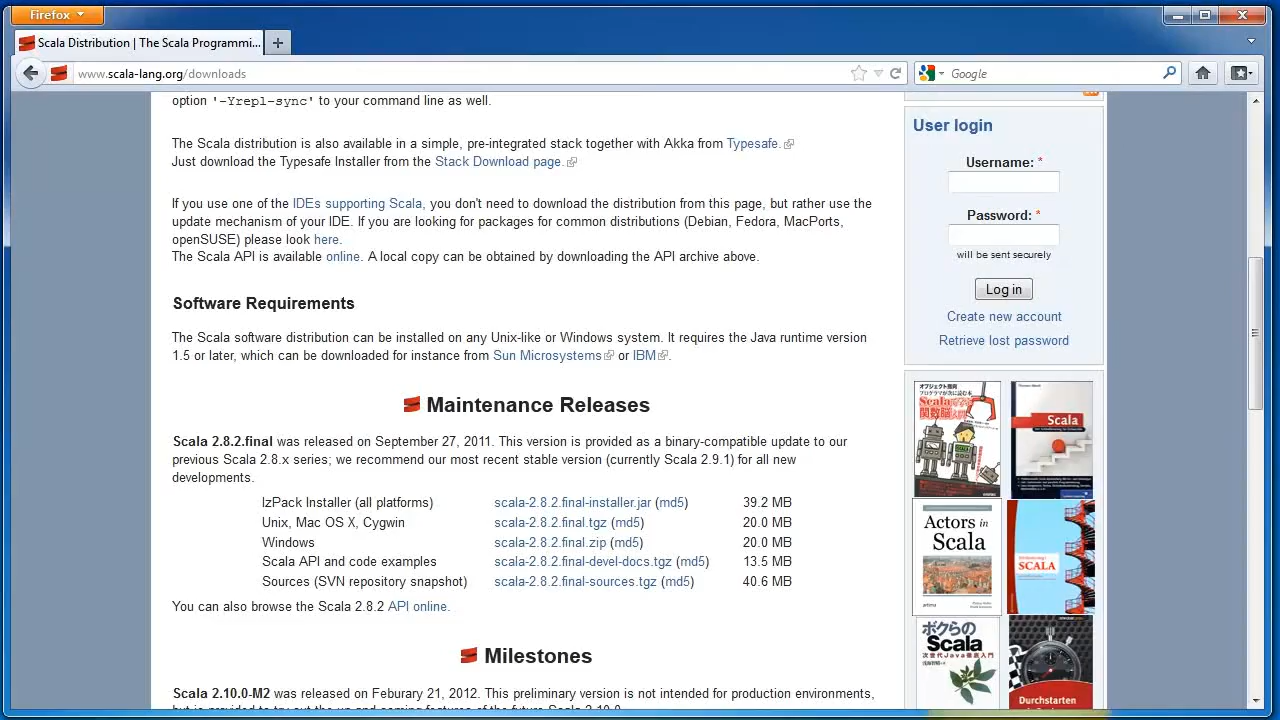 Firefox
Scala Distribution | The Scala Programmi...
www.scala-lang.org/downloads
Google
option '-Yrepl-sync' to your command line as well.
The Scala distribution is also available in a simple, pre-integrated stack together with Akka from Typesafe.
Just download the Typesafe Installer from the Stack Download page.
If you use one of the IDEs supporting Scala, you don't need to download the distribution from this page, but rather use the
update mechanism of your IDE. If you are looking for packages for common distributions (Debian, Fedora, MacPorts,
openSUSE) please look here.
The Scala API is available online. A local copy can be obtained by downloading the API archive above.
Software Requirements
The Scala software distribution can be installed on any Unix-like or Windows system. It requires the Java runtime version
1.5 or later, which can be downloaded for instance from Sun Microsystems or IBM.
Maintenance Releases
Scala 2.8.2.final was released on September 27, 2011. This version is provided as a binary-compatible update to our
previous Scala 2.8.x series; we recommend our most recent stable version (currently Scala 2.9.1) for all new
developments.
IzPack Installer (all platforms) scala-2.8.2.final-installer.jar (md5) 39.2 MB
Unix, Mac OS X, Cygwin scala-2.8.2.final.tgz (md5) 20.0 MB
Windows scala-2.8.2.final.zip (md5) 20.0 MB
Scala API and code examples scala-2.8.2.final-devel-docs.tgz (md5) 13.5 MB
Sources (SVN repository snapshot) scala-2.8.2.final-sources.tgz (md5) 40.6 MB
You can also browse the Scala 2.8.2 API online.
Milestones
Scala 2.10.0-M2 was released on Feburary 21, 2012. This preliminary version is not intended for production environments,
User login
Username: *
Password: *
will be sent securely
Log in
Create new account
Retrieve lost password
オブジェクト指向
Scala
Actors in
Scala
SCALA
ボクらの
Scala
Durchstarten